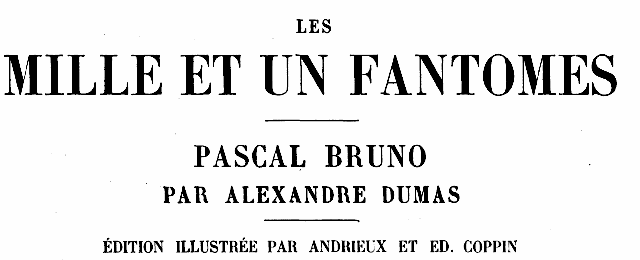 LES
MILLE ET UN FANTOMES
PASCAL BRUNO
PAR ALEXANDRE DUMAS
ÉDITION ILLUSTRÉE PAR ANDRIEUX ET ED. COPPIN